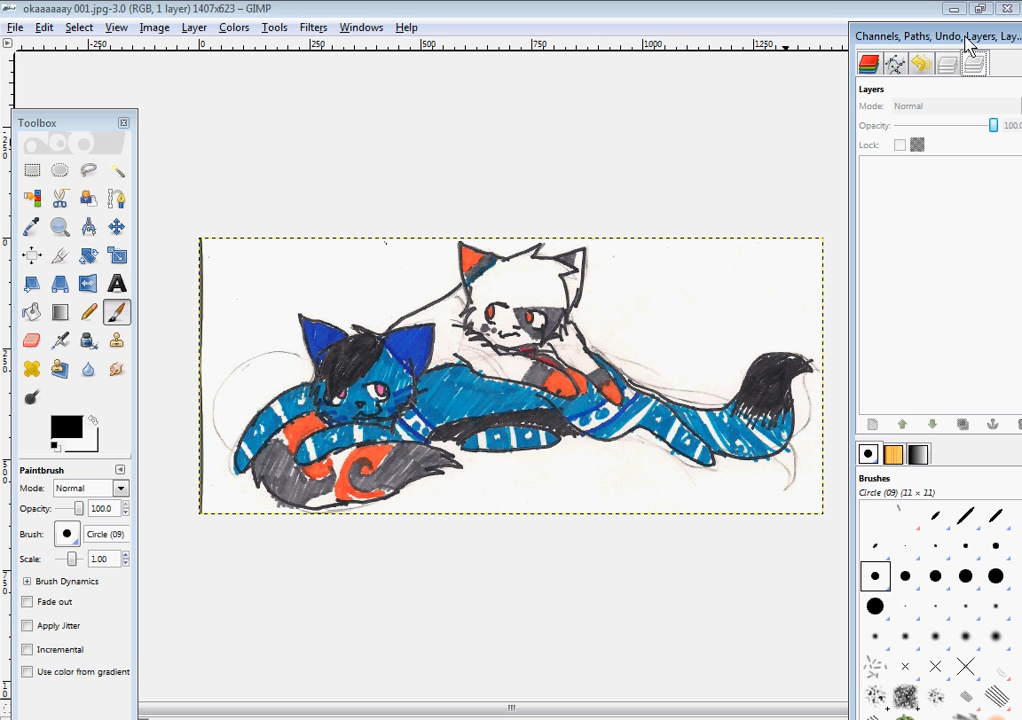 okaaaaaay 001.jpg-3.0 (RGB, 1 layer) 1407x623 – GIMP
File Edit Select View Image Layer Colors Tools Filters Windows Help
-250 0 250 500 750 1000 1250
Channels, Paths, Undo, Layers, Lay...
Layers
Mode: Normal
Opacity: 100.0
Lock:
Toolbox
Paintbrush
Mode: Normal
Opacity: 100.0
Brush: Circle (09)
Scale: 1.00
Brush Dynamics
Fade out
Apply Jitter
Incremental
Use color from gradient
Brushes
Circle (09) (11 × 11)